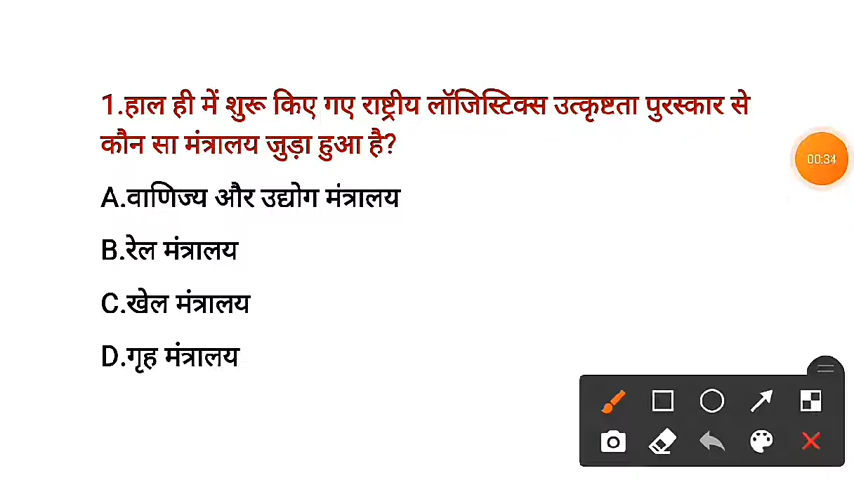 1.हाल ही में शुरू किए गए राष्ट्रीय लॉजिस्टिक्स उत्कृष्टता पुरस्कार से
कौन सा मंत्रालय जुड़ा हुआ है?
00:34
A.वाणिज्य और उद्योग मंत्रालय
B.रेल मंत्रालय
C.खेल मंत्रालय
D.गृह मंत्रालय